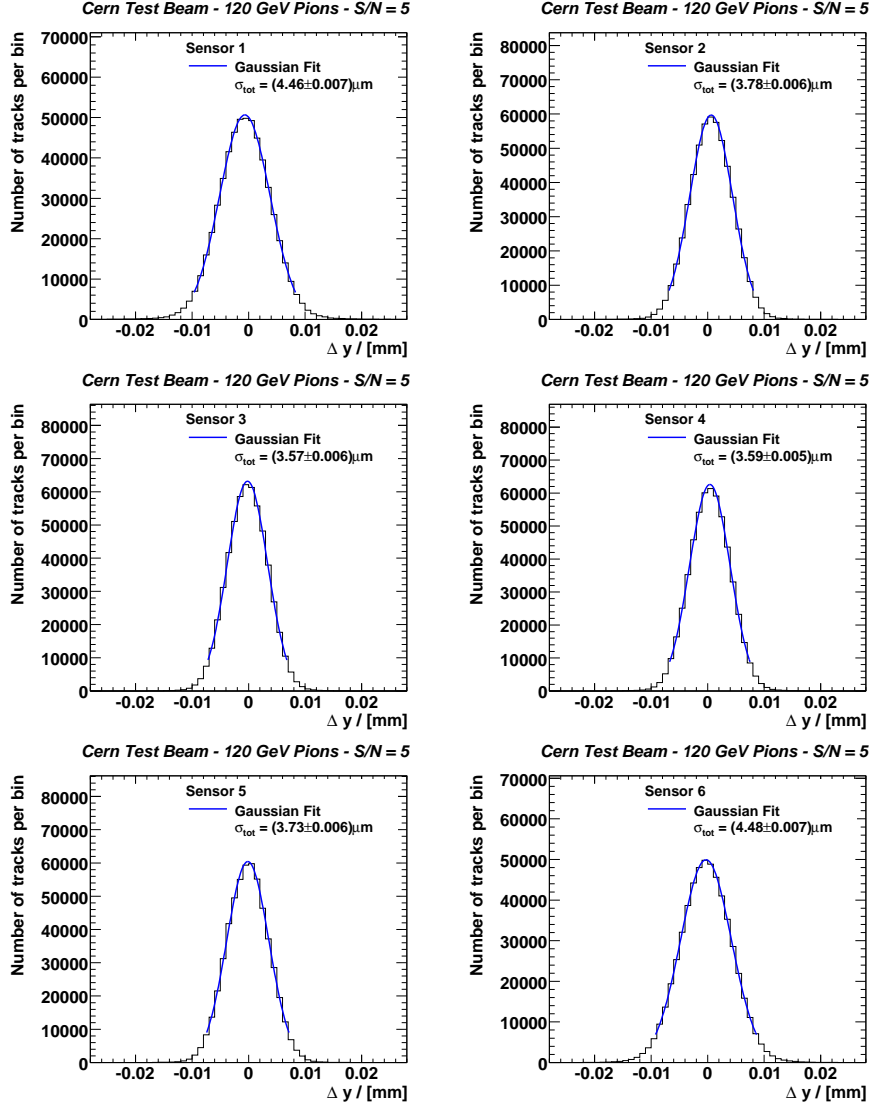 Cern Test Beam - 120 GeV Pions - S/N = 5
Number of tracks per bin
70000
60000
50000
40000
30000
20000
10000
0
Sensor 1
Gaussian Fit
σtot = (4.46±0.007)μm
-0.02 -0.01 0 0.01 0.02
Δ y / [mm]
Cern Test Beam - 120 GeV Pions - S/N = 5
Number of tracks per bin
80000
70000
60000
50000
40000
30000
20000
10000
0
Sensor 2
Gaussian Fit
σtot = (3.78±0.006)μm
-0.02 -0.01 0 0.01 0.02
Δ y / [mm]
Cern Test Beam - 120 GeV Pions - S/N = 5
Number of tracks per bin
80000
70000
60000
50000
40000
30000
20000
10000
0
Sensor 3
Gaussian Fit
σtot = (3.57±0.006)μm
-0.02 -0.01 0 0.01 0.02
Δ y / [mm]
Cern Test Beam - 120 GeV Pions - S/N = 5
Number of tracks per bin
80000
70000
60000
50000
40000
30000
20000
10000
0
Sensor 4
Gaussian Fit
σtot = (3.59±0.005)μm
-0.02 -0.01 0 0.01 0.02
Δ y / [mm]
Cern Test Beam - 120 GeV Pions - S/N = 5
Number of tracks per bin
80000
70000
60000
50000
40000
30000
20000
10000
0
Sensor 5
Gaussian Fit
σtot = (3.73±0.006)μm
-0.02 -0.01 0 0.01 0.02
Δ y / [mm]
Cern Test Beam - 120 GeV Pions - S/N = 5
Number of tracks per bin
70000
60000
50000
40000
30000
20000
10000
0
Sensor 6
Gaussian Fit
σtot = (4.48±0.007)μm
-0.02 -0.01 0 0.01 0.02
Δ y / [mm]